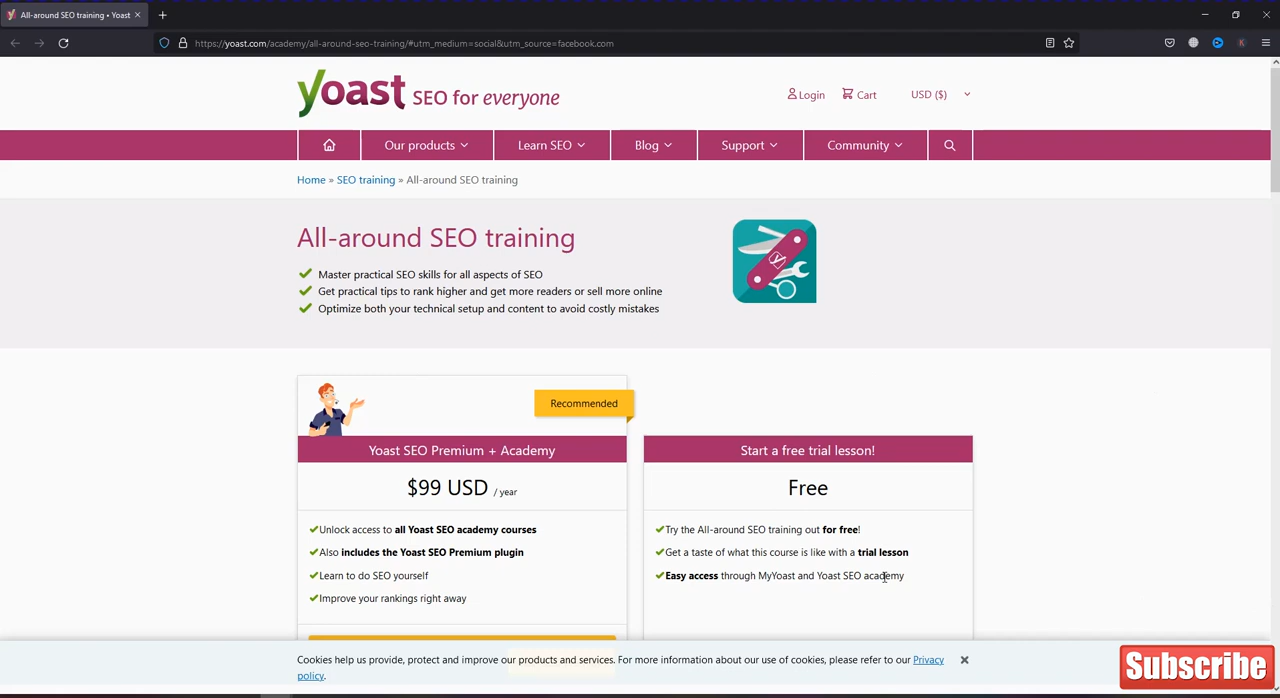 All-around SEO training • Yoast
https://yoast.com/academy/all-around-seo-training/#utm_medium=social&utm_source=facebook.com
yoast SEO for everyone
Login
Cart
USD ($)
Our products
Learn SEO
Blog
Support
Community
Home » SEO training » All-around SEO training
All-around SEO training
Master practical SEO skills for all aspects of SEO
Get practical tips to rank higher and get more readers or sell more online
Optimize both your technical setup and content to avoid costly mistakes
Recommended
Yoast SEO Premium + Academy
$99 USD / year
Unlock access to all Yoast SEO academy courses
Also includes the Yoast SEO Premium plugin
Learn to do SEO yourself
Improve your rankings right away
Start a free trial lesson!
Free
Try the All-around SEO training out for free!
Get a taste of what this course is like with a trial lesson
Easy access through MyYoast and Yoast SEO academy
Cookies help us provide, protect and improve our products and services. For more information about our use of cookies, please refer to our Privacy
policy.
Subscribe